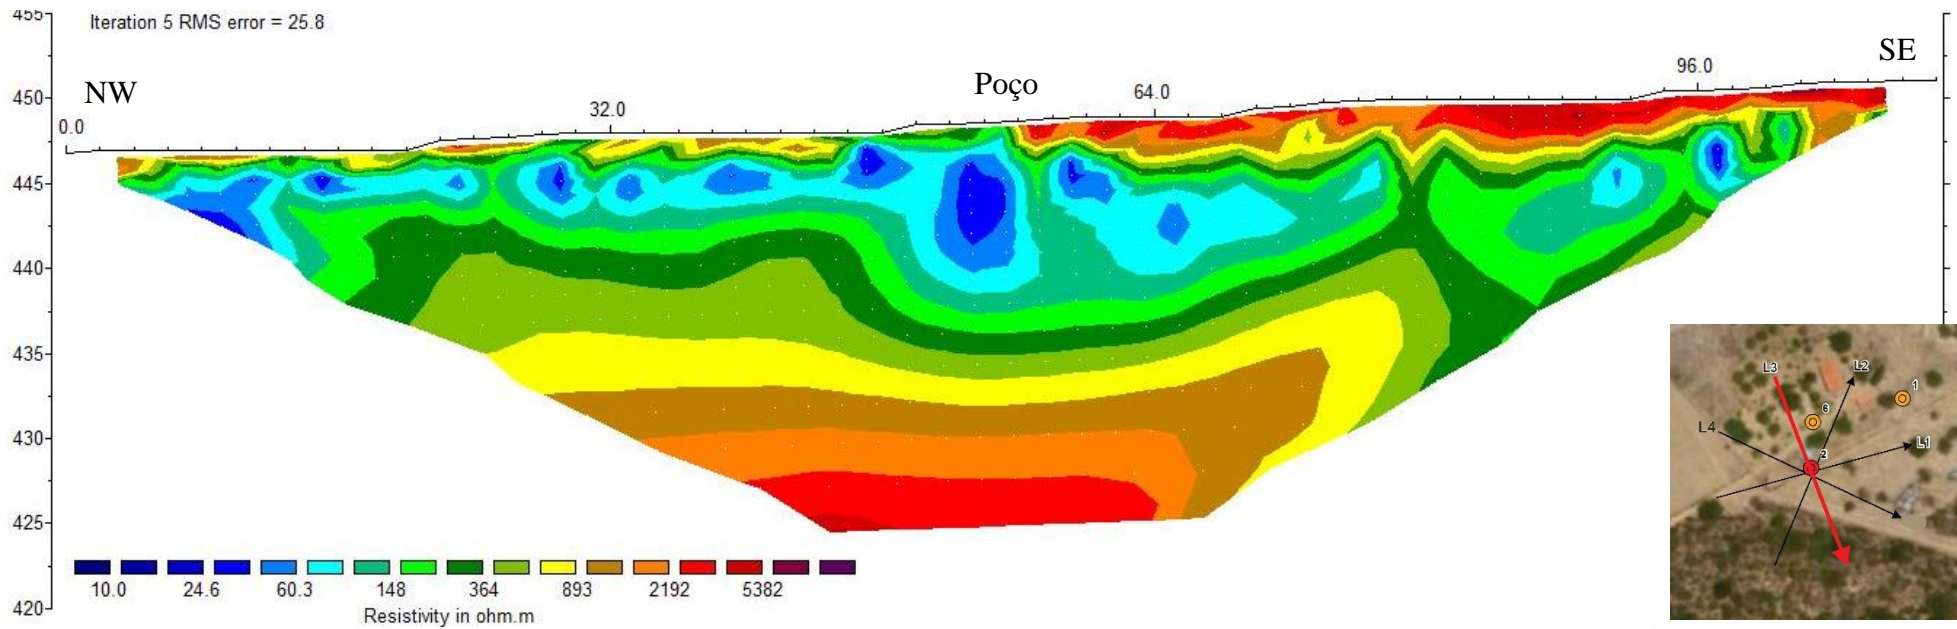 455
Iteration 5 RMS error = 25.8
SE
NW
Poço
96.0
64.0
450
32.0
0.0
445
440
435
L3
L2
1
6
L4
L1
2
430
425
10.0 24.6 60.3 148 364 893 2192 5382
Resistivity in ohm.m
420